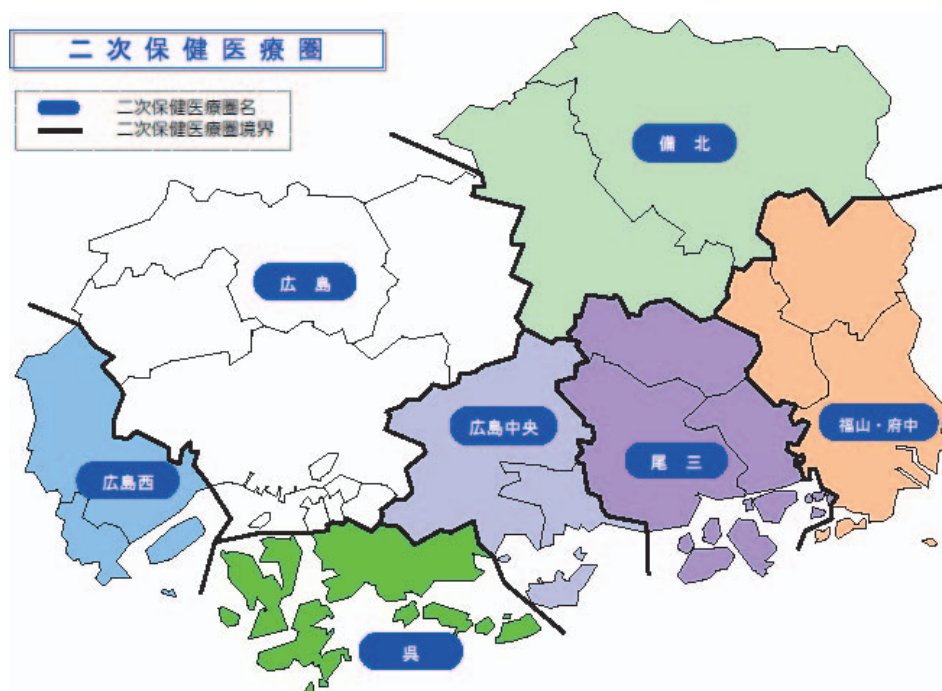 二次保健医療圏
二次保健医療圏名
二次保健医療圏境界
備北
広島
広島中央
福山・府中
尾三
広島西
呉